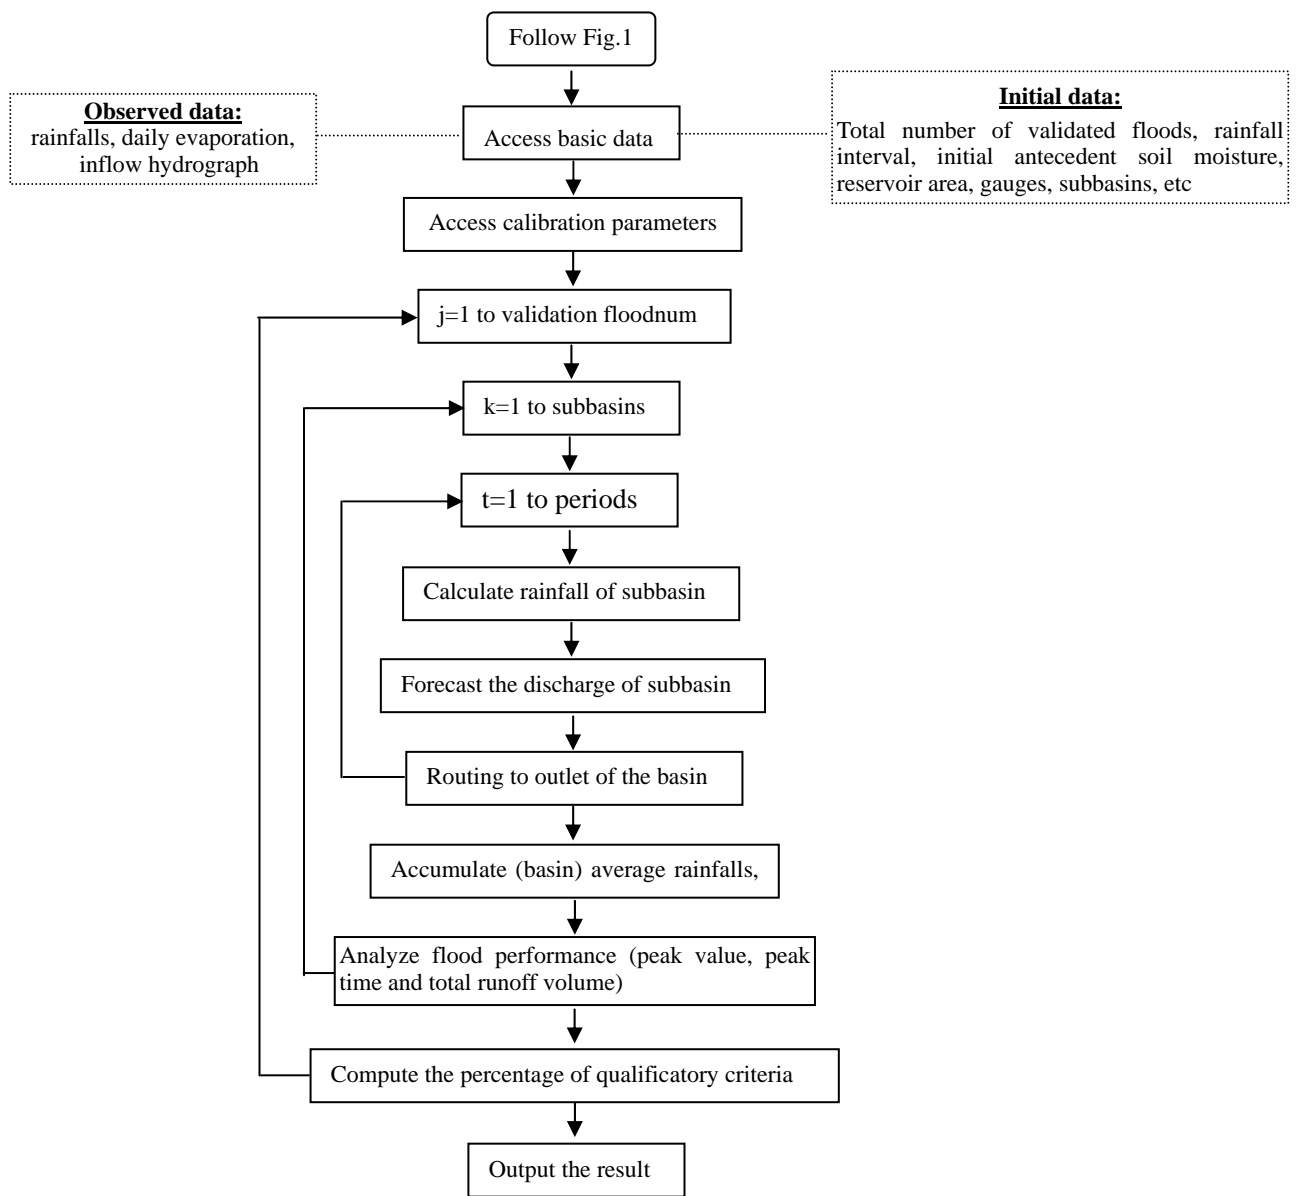 Follow Fig.1
Observed data:
rainfalls, daily evaporation,
inflow hydrograph
Access basic data
Initial data:
Total number of validated floods, rainfall
interval, initial antecedent soil moisture,
reservoir area, gauges, subbasins, etc
Access calibration parameters
j=1 to validation floodnum
k=1 to subbasins
t=1 to periods
Calculate rainfall of subbasin
Forecast the discharge of subbasin
Routing to outlet of the basin
Accumulate (basin) average rainfalls,
Analyze flood performance (peak value, peak
time and total runoff volume)
Compute the percentage of qualificatory criteria
Output the result